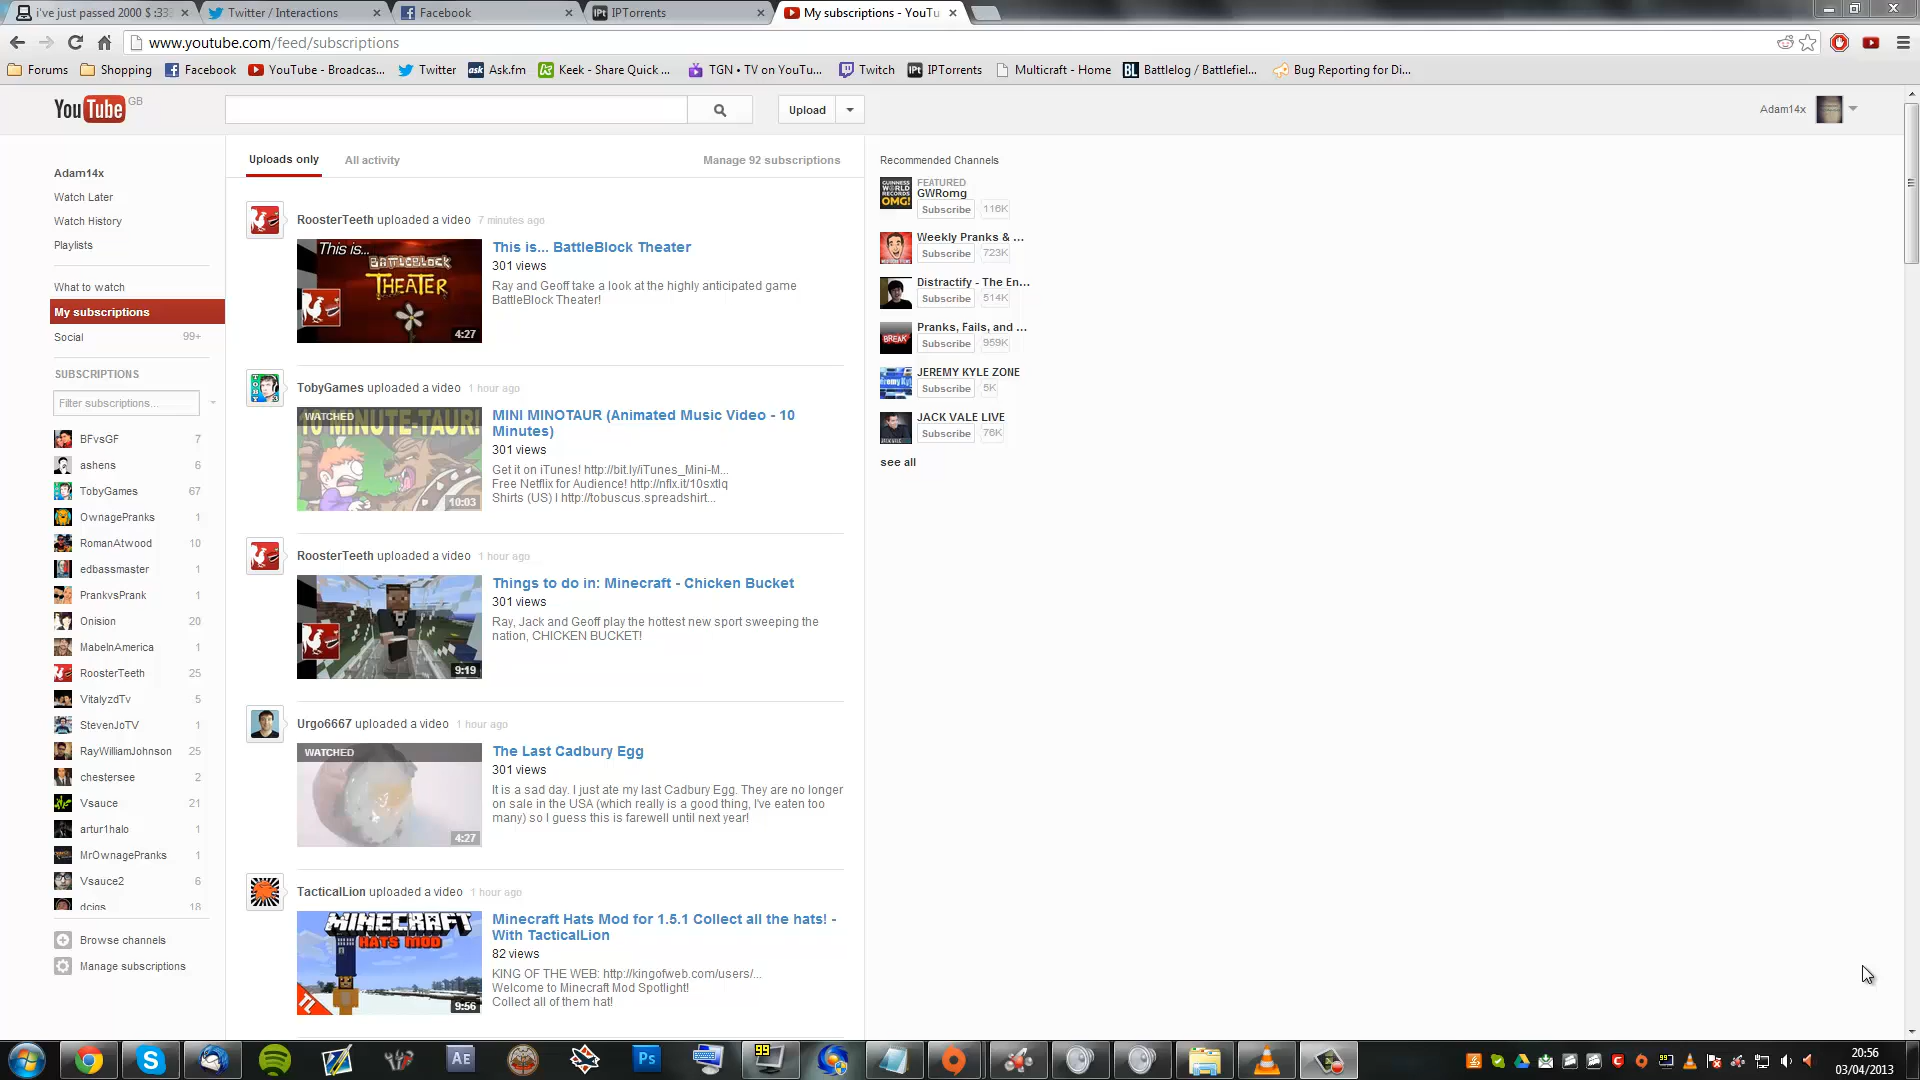 i've just passed 2000 $ :333
Twitter / Interactions
Facebook
IPTorrents
My subscriptions - YouTu
www.youtube.com/feed/subscriptions
Forums
Shopping
Facebook
YouTube - Broadcas...
Twitter
Ask.fm
Keek - Share Quick ...
TGN • TV on YouTu...
Twitch
IPTorrents
Multicraft - Home
Battlelog / Battlefiel...
Bug Reporting for Di...
YouTube GB
Upload
Adam14x
Adam14x
Watch Later
Watch History
Playlists
What to watch
My subscriptions
Social 99+
SUBSCRIPTIONS
Filter subscriptions...
BFvsGF 7
ashens 6
TobyGames 67
OwnagePranks 1
RomanAtwood 10
edbassmaster 1
PrankvsPrank 1
Onision 20
MabelnAmerica 1
RoosterTeeth 25
VitalyzdTv 5
StevenJoTV 1
RayWilliamJohnson 25
chestersee 2
Vsauce 21
artur1halo 1
MrOwnagePranks 1
Vsauce2 6
dcigs 18
Browse channels
Manage subscriptions
Uploads only
All activity
Manage 92 subscriptions
RoosterTeeth uploaded a video 7 minutes ago
This is...
BATTLEBLOCK
THEATER
4:27
This is... BattleBlock Theater
301 views
Ray and Geoff take a look at the highly anticipated game
BattleBlock Theater!
TobyGames uploaded a video 1 hour ago
WATCHED
10 MINUTE-TAUR!
10:03
MINI MINOTAUR (Animated Music Video - 10
Minutes)
301 views
Get it on iTunes! http://bit.ly/iTunes_Mini-M...
Free Netflix for Audience! http://nflx.it/10sxtlq
Shirts (US) l http://tobuscus.spreadshirt...
RoosterTeeth uploaded a video 1 hour ago
9:19
Things to do in: Minecraft - Chicken Bucket
301 views
Ray, Jack and Geoff play the hottest new sport sweeping the
nation, CHICKEN BUCKET!
Urgo6667 uploaded a video 1 hour ago
WATCHED
4:27
The Last Cadbury Egg
301 views
It is a sad day. I just ate my last Cadbury Egg. They are no longer
on sale in the USA (which really is a good thing, I've eaten too
many) so I guess this is farewell until next year!
TacticalLion uploaded a video 1 hour ago
MINECRAFT
HATS MOD
TL
9:56
Minecraft Hats Mod for 1.5.1 Collect all the hats! -
With TacticalLion
82 views
KING OF THE WEB: http://kingofweb.com/users/...
Welcome to Minecraft Mod Spotlight!
Collect all of them hat!
Recommended Channels
GUINNESS WORLD RECORDS OMG!
FEATURED
GWRomg
Subscribe 116K
Weekly Pranks & ...
Subscribe 723K
Distractify - The En...
Subscribe 514K
BREAK
Pranks, Fails, and ...
Subscribe 959K
JEREMY KYLE ZONE
Subscribe 5K
JACK VALE LIVE
Subscribe 76K
see all
AE
Ps
99
20:56
03/04/2013